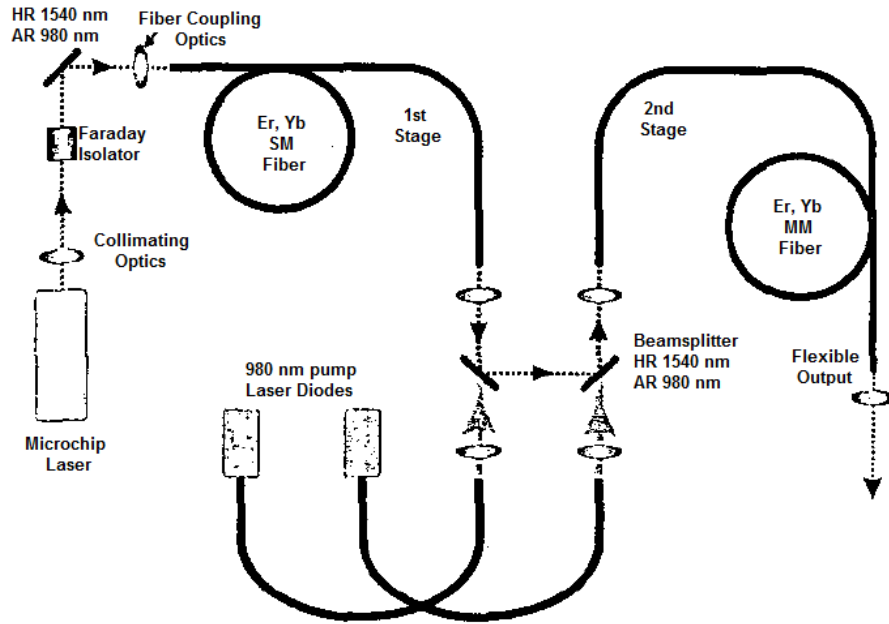 HR 1540 nm
AR 980 nm
Fiber Coupling
Optics
Faraday
Isolator
Er, Yb
SM
Fiber
1st
Stage
2nd
Stage
Er, Yb
MM
Fiber
Collimating
Optics
Microchip
Laser
980 nm pump
Laser Diodes
Beamsplitter
HR 1540 nm
AR 980 nm
Flexible
Output